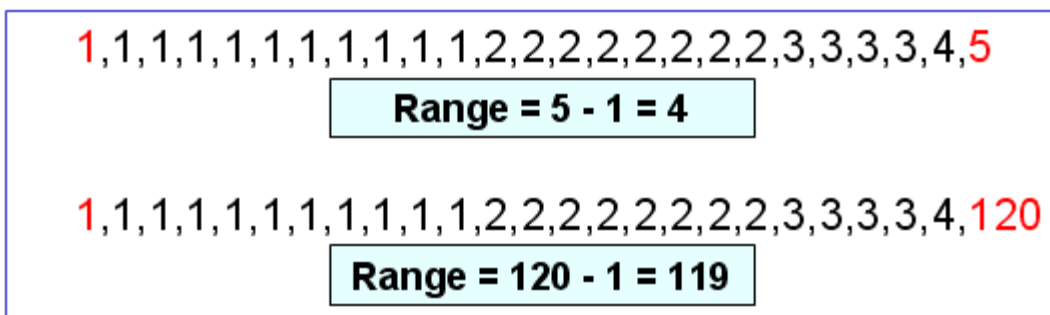 1,1,1,1,1,1,1,1,1,1,1,2,2,2,2,2,2,2,2,3,3,3,3,4,5
Range = 5 - 1 = 4
1,1,1,1,1,1,1,1,1,1,1,2,2,2,2,2,2,2,2,3,3,3,3,4,120
Range = 120 - 1 = 119